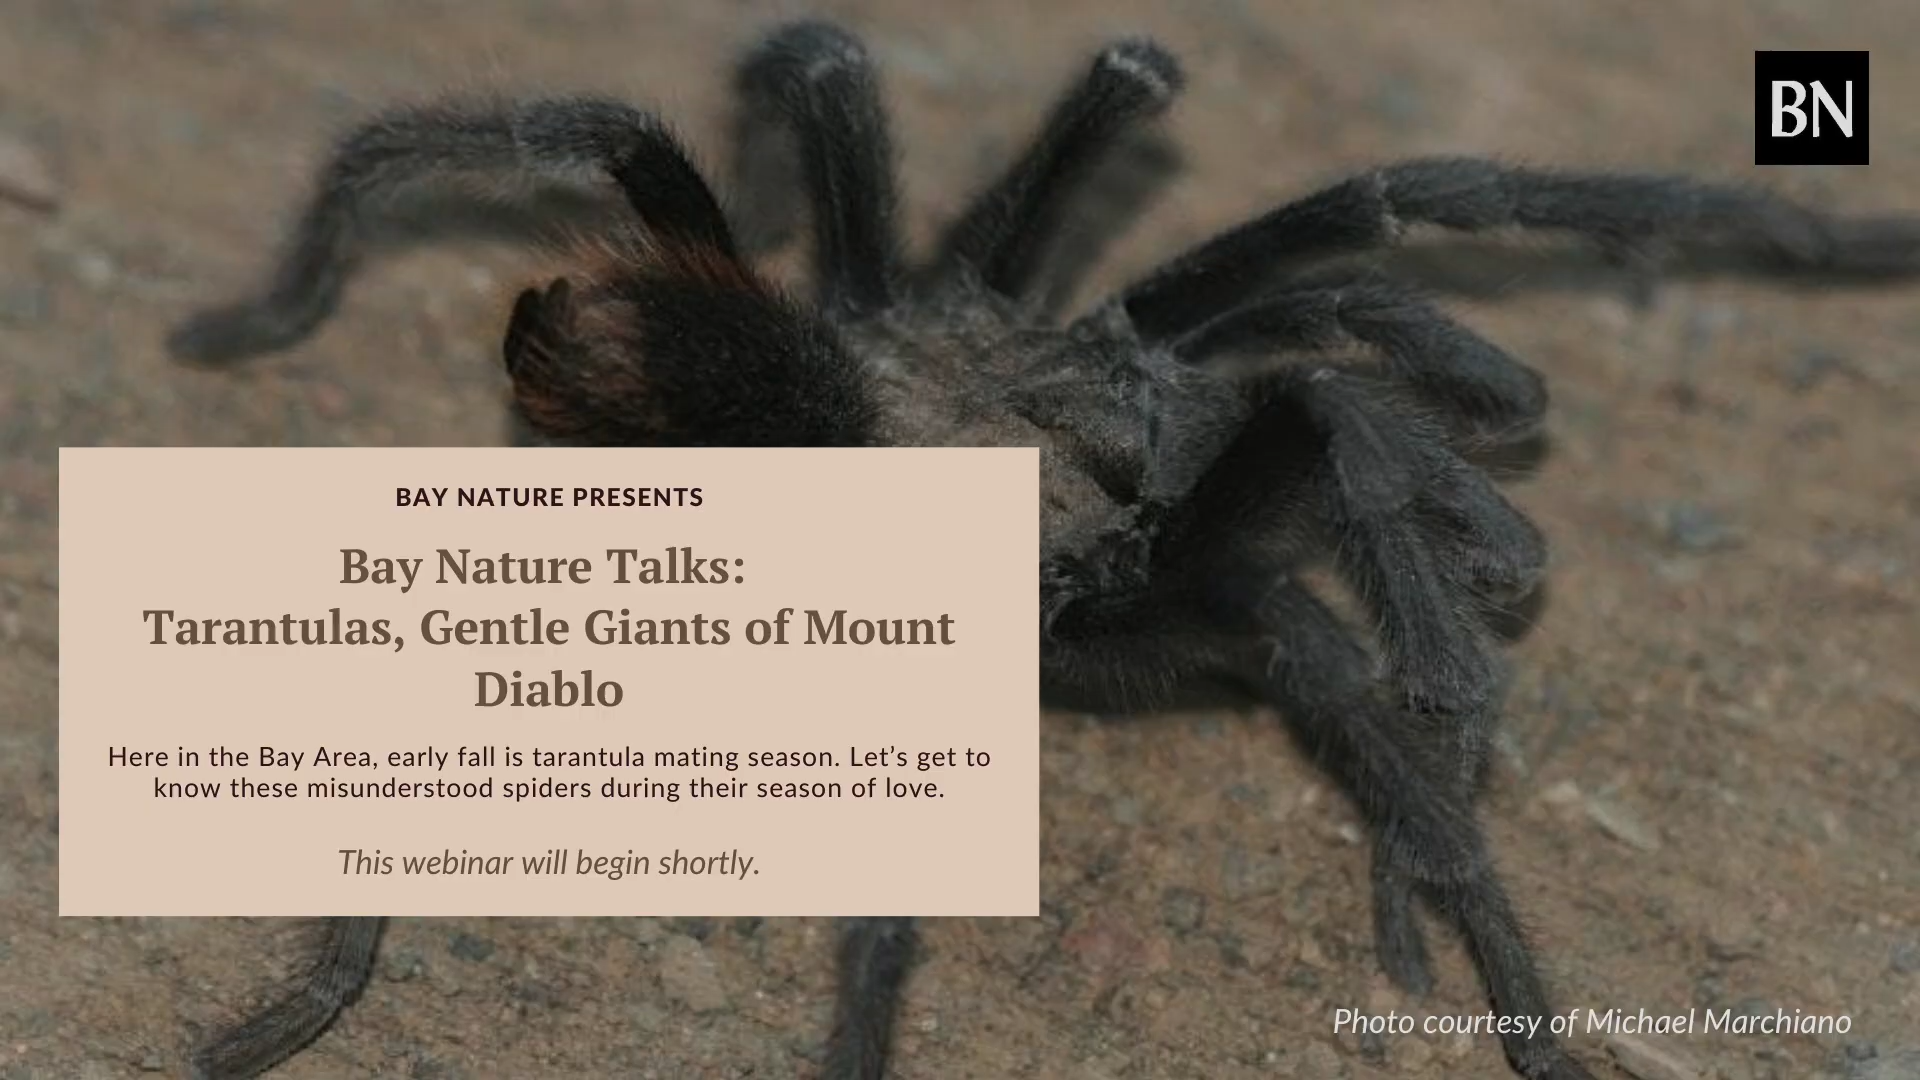 BN
BAY NATURE PRESENTS
Bay Nature Talks:
Tarantulas, Gentle Giants of Mount
Diablo
Here in the Bay Area, early fall is tarantula mating season. Let’s get to
know these misunderstood spiders during their season of love.
This webinar will begin shortly.
Photo courtesy of Michael Marchiano